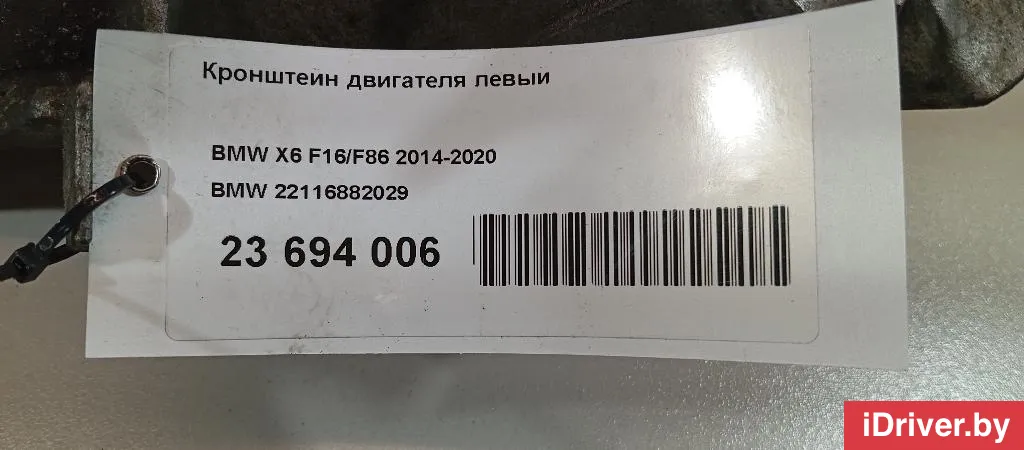 Кронштейн двигателя левый
BMW X6 F16/F86 2014-2020
BMW 22116882029
23 694 006
iDriver.by